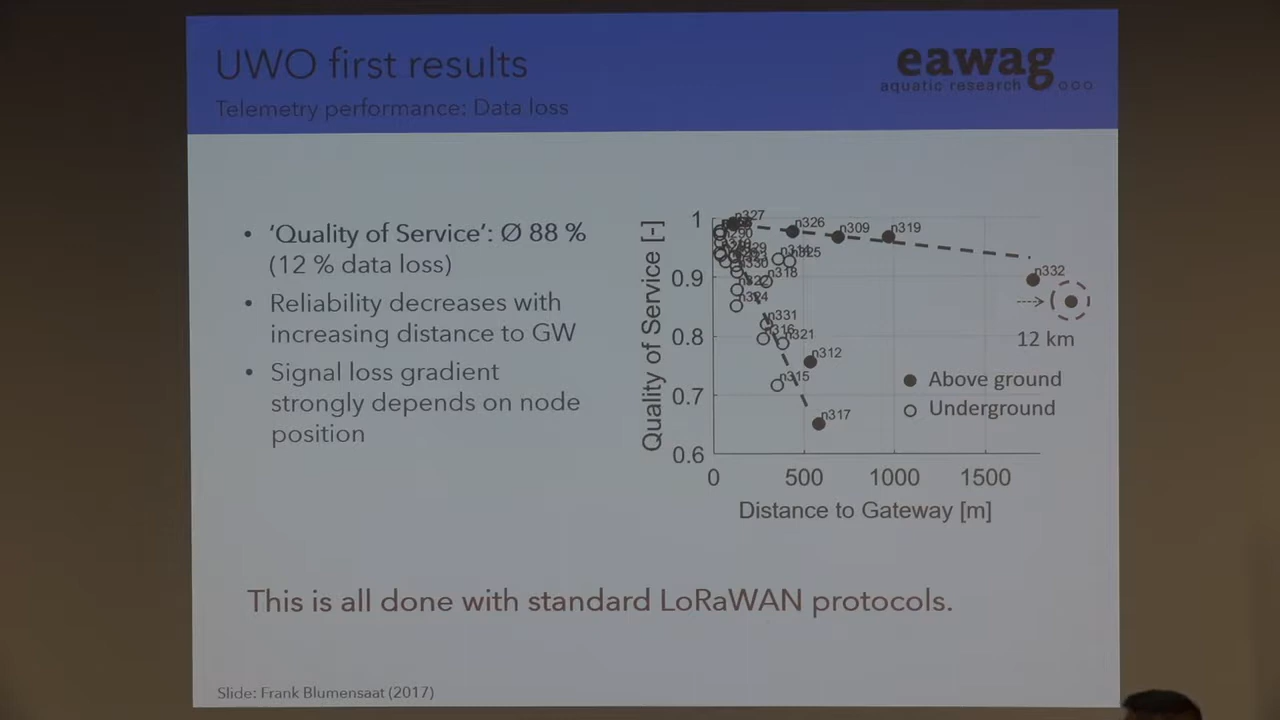 UWO first results
Telemetry performance: Data loss
eawag
aquatic research
• 'Quality of Service': Ø 88 %
(12 % data loss)
• Reliability decreases with
increasing distance to GW
• Signal loss gradient
strongly depends on node
position
Quality of Service [-]
1
0.9
0.8
0.7
0.6
n327
n326
n309
n319
n332
n318
n331
n321
n312
n315
n317
n330
12 km
Above ground
Underground
0
500
1000
1500
Distance to Gateway [m]
This is all done with standard LoRaWAN protocols.
Slide: Frank Blumensaat (2017)